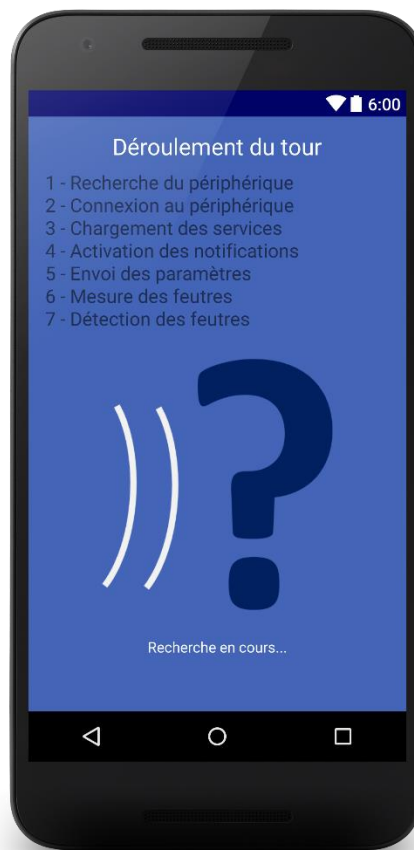 6:00
Déroulement du tour
1 - Recherche du périphérique
2 - Connexion au périphérique
3 - Chargement des services
4 - Activation des notifications
5 - Envoi des paramètres
6 - Mesure des feutres
7 - Détection des feutres
?
Recherche en cours...